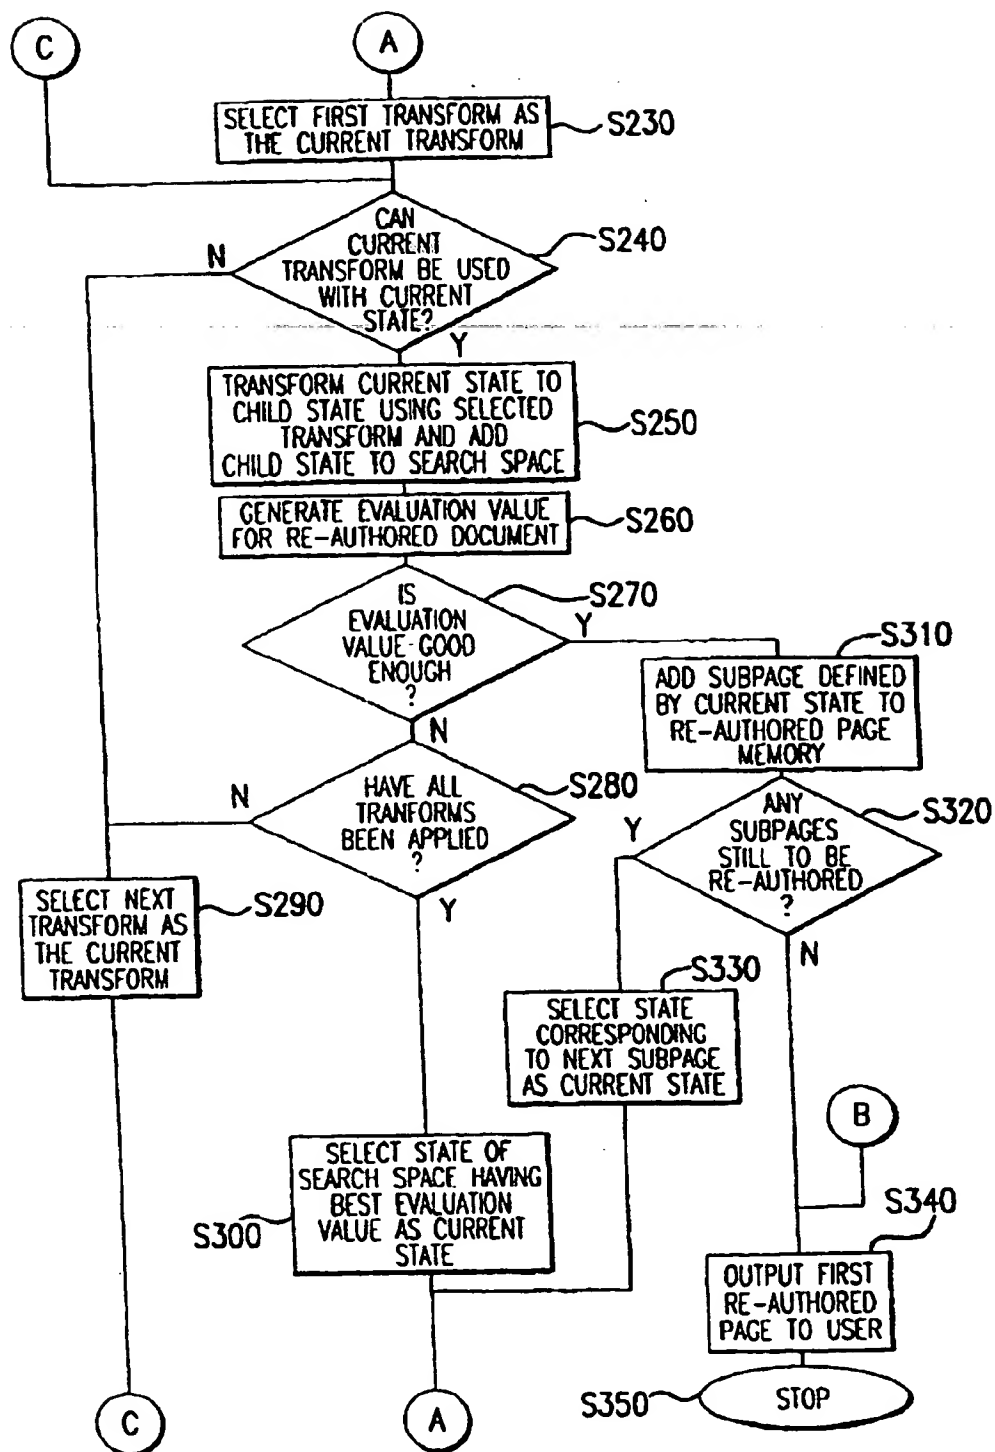 C
A
SELECT FIRST TRANSFORM AS
THE CURRENT TRANSFORM
S230
CAN
CURRENT
TRANSFORM BE USED
WITH CURRENT
STATE?
S240
N
Y
TRANSFORM CURRENT STATE TO
CHILD STATE USING SELECTED
TRANSFORM AND ADD
CHILD STATE TO SEARCH SPACE
S250
GENERATE EVALUATION VALUE
FOR RE-AUTHORED DOCUMENT
S260
IS
EVALUATION
VALUE GOOD
ENOUGH
?
S270
Y
N
S310
ADD SUBPAGE DEFINED
BY CURRENT STATE TO
RE-AUTHORED PAGE
MEMORY
HAVE ALL
TRANFORMS
BEEN APPLIED
?
S280
N
Y
ANY
SUBPAGES
STILL TO BE
RE-AUTHORED
?
S320
Y
N
SELECT NEXT
TRANSFORM AS
THE CURRENT
TRANSFORM
S290
S330
SELECT STATE
CORRESPONDING
TO NEXT SUBPAGE
AS CURRENT STATE
B
SELECT STATE OF
SEARCH SPACE HAVING
BEST EVALUATION
VALUE AS CURRENT
STATE
S300
S340
OUTPUT FIRST
RE-AUTHORED
PAGE TO USER
S350
STOP
C
A